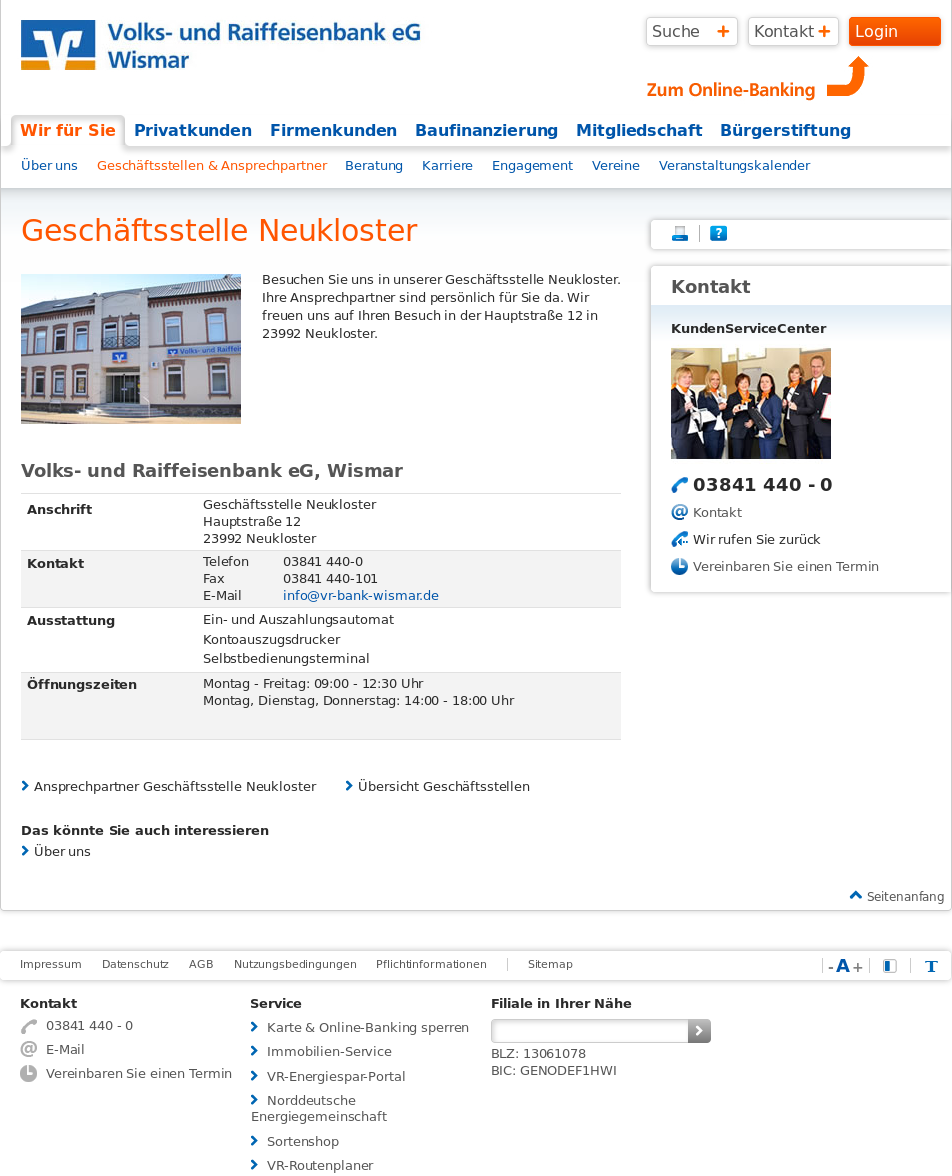 Volks- und Raiffeisenbank eG
Wismar
Suche
Kontakt
Login
Zum Online-Banking
Wir für Sie Privatkunden Firmenkunden Baufinanzierung Mitgliedschaft Bürgerstiftung
Über uns Geschäftsstellen & Ansprechpartner Beratung Karriere Engagement Vereine Veranstaltungskalender
Geschäftsstelle Neukloster
Besuchen Sie uns in unserer Geschäftsstelle Neukloster.
Ihre Ansprechpartner sind persönlich für Sie da. Wir
freuen uns auf Ihren Besuch in der Hauptstraße 12 in
23992 Neukloster.
Volks- und Raiffeise
Volks- und Raiffeisenbank eG, Wismar
Anschrift
Geschäftsstelle Neukloster
Hauptstraße 12
23992 Neukloster
Kontakt
Telefon 03841 440-0
Fax 03841 440-101
E-Mail info@vr-bank-wismar.de
Ausstattung
Ein- und Auszahlungsautomat
Kontoauszugsdrucker
Selbstbedienungsterminal
Öffnungszeiten
Montag - Freitag: 09:00 - 12:30 Uhr
Montag, Dienstag, Donnerstag: 14:00 - 18:00 Uhr
Ansprechpartner Geschäftsstelle Neukloster
Übersicht Geschäftsstellen
Das könnte Sie auch interessieren
Über uns
?
Kontakt
KundenServiceCenter
03841 440 - 0
@ Kontakt
Wir rufen Sie zurück
Vereinbaren Sie einen Termin
Seitenanfang
Impressum Datenschutz AGB Nutzungsbedingungen Pflichtinformationen Sitemap
- A +
T
Kontakt
03841 440 - 0
@ E-Mail
Vereinbaren Sie einen Termin
Service
Karte & Online-Banking sperren
Immobilien-Service
VR-Energiespar-Portal
Norddeutsche
Energiegemeinschaft
Sortenshop
VR-Routenplaner
Filiale in Ihrer Nähe
BLZ: 13061078
BIC: GENODEF1HWI